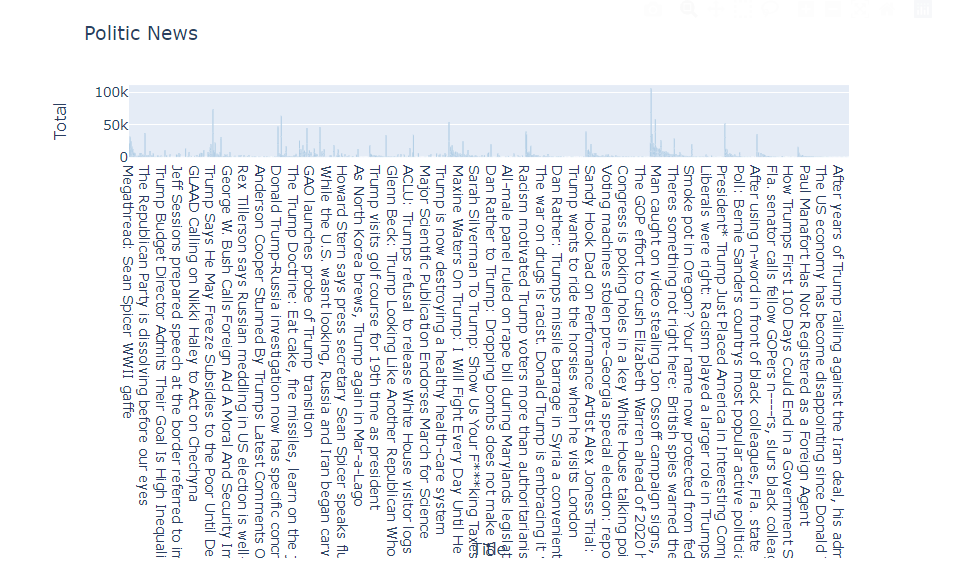 Politic News
Total
100k
50k
0
Megathread: Sean Spicer WWII gaffe
The Republican Party is dissolving before our eyes
Trump Budget Director Admits Their Goal Is High Inequali
Jeff Sessions prepared speech at the border referred to
GLAAD Calling on Nikki Haley to Act on Chechnya
Trump Says He May Freeze Subsidies to the Poor Until De
George W. Bush Calls Foreign Aid A Moral And Security
Rex Tillerson says Russian meddling in US election is well
Anderson Cooper Stunned By Trumps Latest Comments O
Donald Trump-Russia investigation now has specific concr
The Trump Doctrine: Eat cake, fire missiles, learn on the
GAO launches probe of Trump transition
While the U.S. wasnt looking, Russia and Iran began carv
Howard Stern says press secretary Sean Spicer speaks flu
As North Korea brews, Trump again in Mar-a-Lago
Trump visits golf course for 19th time as president
Glenn Beck: Trump Looking Like Another Republican Who
ACLU: Trumps refusal to release White House visitor logs
Major Scientific Publication Endorses March for Science
Trump is now destroying a healthy health-care system
Maxine Waters On Trump: I Will Fight Every Day Until He
Sarah Silverman To Trump: Show Us Your F***king Taxes
Dan Rather to Trump: Dropping bombs does not make
All-male panel ruled on rape bill during Marylands legislat
Racism motivated Trump voters more than authoritarianis
The war on drugs is racist. Donald Trump is embracing it
Dan Rather: Trumps missile barrage in Syria a convenient
Trump wants to ride the horsies when he visits London
Sandy Hook Dad on Performance Artist Alex Joness Trial:
Voting machines stolen pre-Georgia special election: repo
Congress is poking holes in a key White House talking poi
The GOP effort to crush Elizabeth Warren ahead of 2020
Man caught on video stealing Jon Ossoff campaign signs,
Theres something not right here: British spies warned the
Smoke pot in Oregon? Your name now protected from fed
Liberals were right: Racism played a larger role in Trumps
President* Trump Just Placed America in Interesting Com
Poll: Bernie Sanders countrys most popular active politici
After using n-word in front of black colleagues, Fla. state
Fla. senator calls fellow GOPers n----rs, slurs black collea
How Trumps First 100 Days Could End in a Government S
Paul Manafort Has Not Registered as a Foreign Agent
The US economy has become disappointing since Donald
After years of Trump railing against the Iran deal, his adm
Title